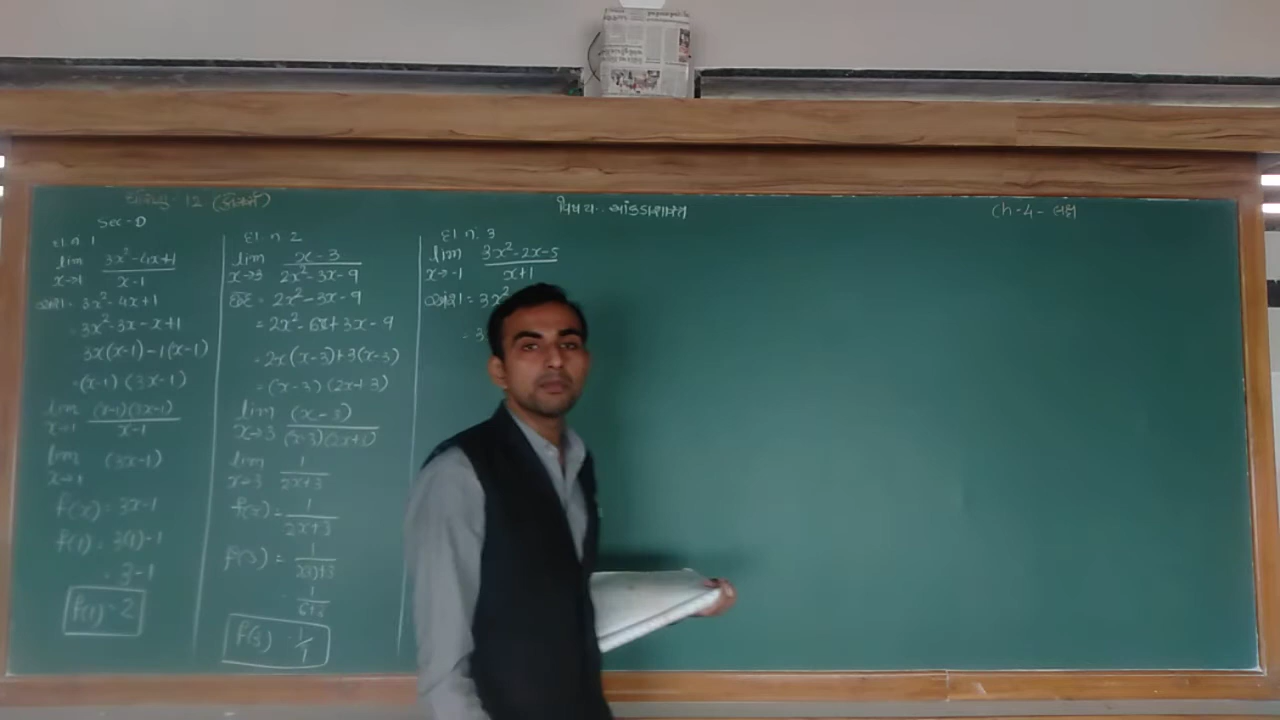 ધોરણ : 12 (કોમર્સ)
વિષય : આંકડાશાસ્ત્ર
Ch-4- લક્ષ
Sec-D
દા.ન. 1
lim x→1 3x²-4x+1 / x-1
અંશ = 3x²-4x+1
= 3x²-3x-x+1
3x(x-1)-1(x-1)
=(x-1) (3x-1)
lim x→1 (x-1)(3x-1) / x-1
lim x→1 (3x-1)
f(x) = 3x-1
f(1) = 3(1)-1
= 3-1
f(1) = 2
દા.ન. 2
lim x→3 x-3 / 2x²-3x-9
છેદ = 2x²-3x-9
= 2x²-6x+3x-9
= 2x(x-3)+3(x-3)
= (x-3) (2x+3)
lim x→3 (x-3) / (x-3)(2x+3)
lim x→3 1 / 2x+3
f(x) = 1 / 2x+3
f(3) = 1 / 2(3)+3
= 1 / 6+3
f(3) =
દા.ન. 3
lim x→-1 3x²-2x-5 / x+1
અંશ = 3x²
= 3